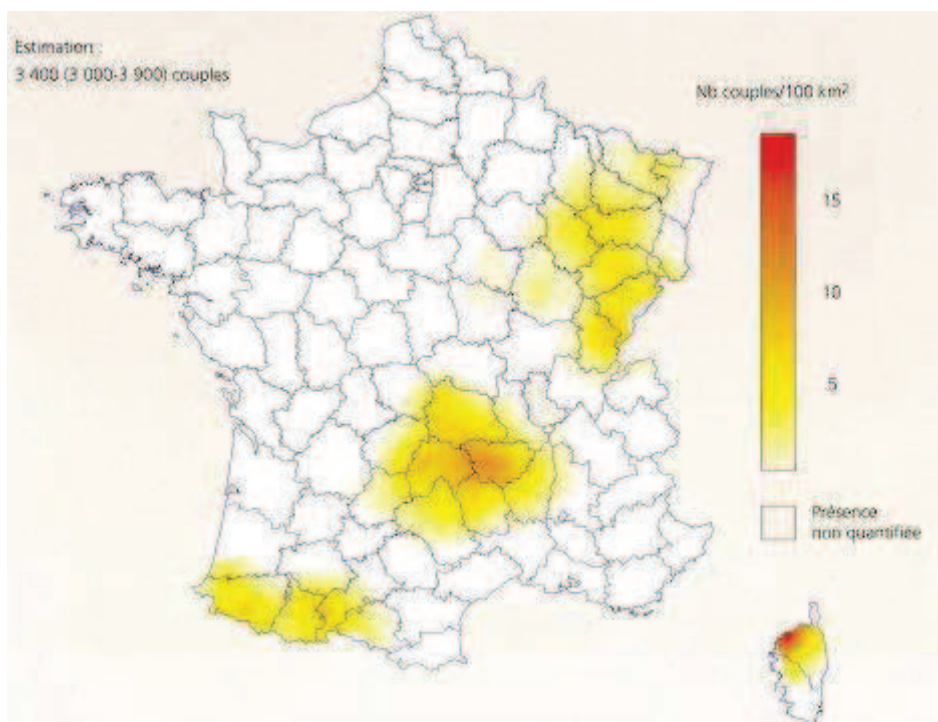 Estimation :
3 400 (3 000-3 900) couples
Nb couples/100 km²
15
10
5
Présence
non quantifiée